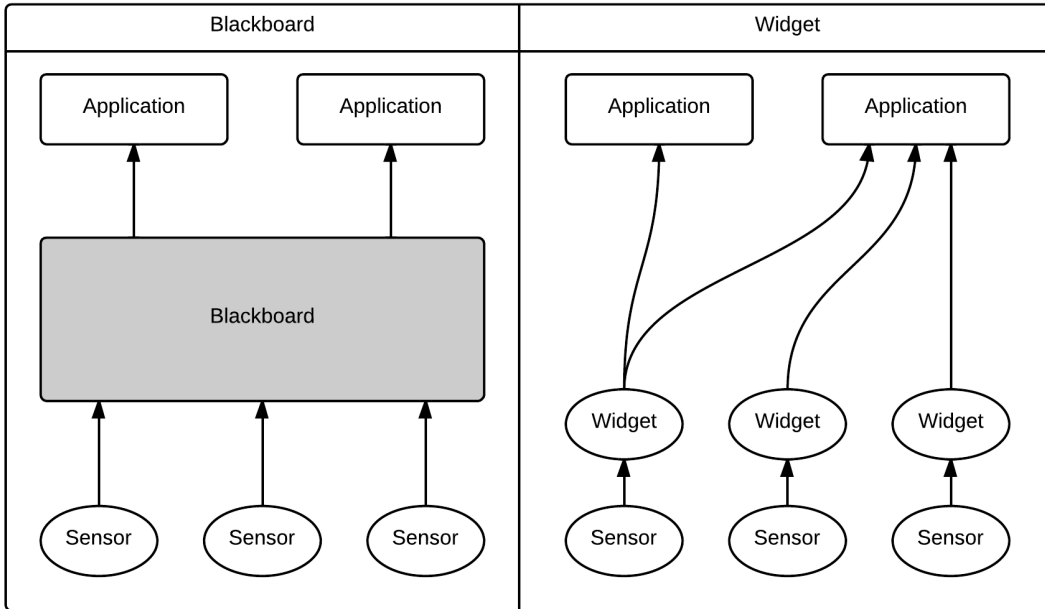 Blackboard
Widget
Application
Application
Blackboard
Sensor
Sensor
Sensor
Application
Application
Widget
Widget
Widget
Sensor
Sensor
Sensor